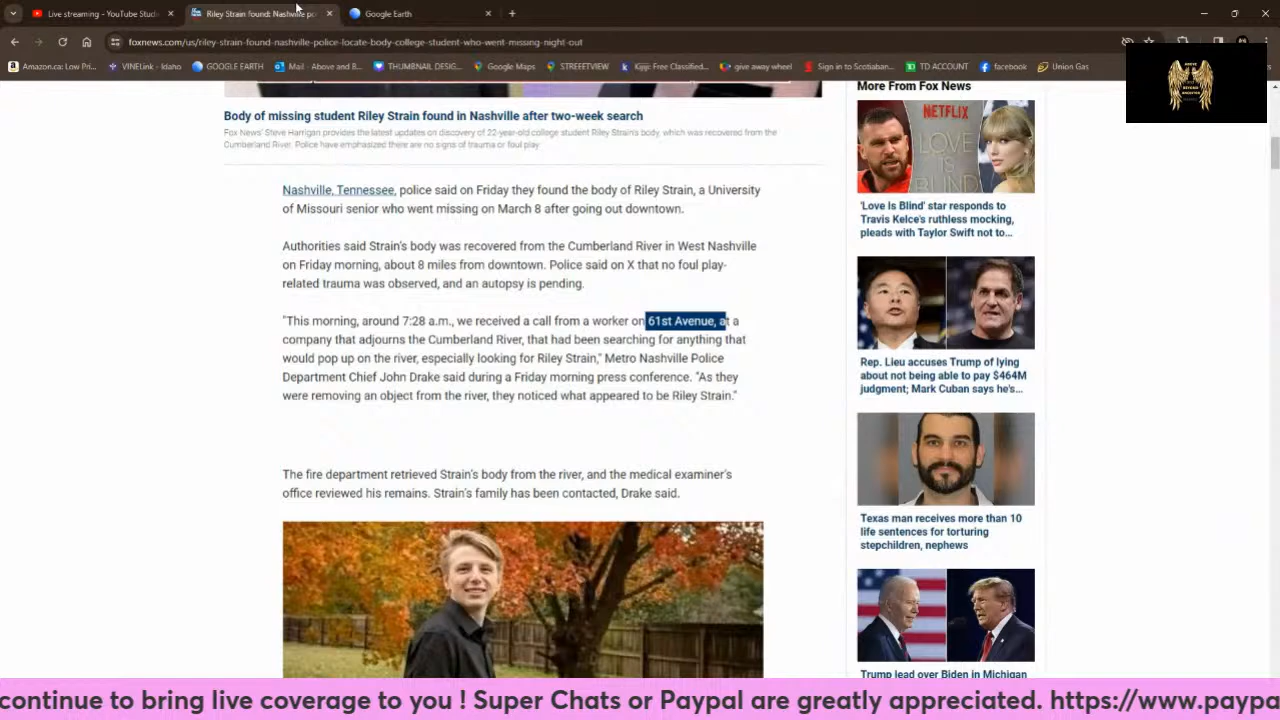 Live streaming - YouTube Stud
Riley Strain found: Nashville po
Google Earth
foxnews.com/us/riley-strain-found-nashville-police-locate-body-college-student-who-went-missing-night-out
Amazon.ca: Low Pri...
VINELink - Idaho
GOOGLE EARTH
Mail - Above and B...
THUMBNAIL DESIG...
Google Maps
STREEETVIEW
Kijiji: Free Classified...
give away wheel
Sign in to Scotiaban...
TD ACCOUNT
facebook
Union Gas
ABOVE
AND
BEYOND
Body of missing student Riley Strain found in Nashville after two-week search
Fox News' Steve Harrigan provides the latest updates on discovery of 22-year-old college student Riley Strain's body, which was recovered from the
Cumberland River. Police have emphasized there are no signs of trauma or foul play
Nashville, Tennessee, police said on Friday they found the body of Riley Strain, a University
of Missouri senior who went missing on March 8 after going out downtown.
Authorities said Strain's body was recovered from the Cumberland River in West Nashville
on Friday morning, about 8 miles from downtown. Police said on X that no foul play-
related trauma was observed, and an autopsy is pending.
"This morning, around 7:28 a.m., we received a call from a worker on 61st Avenue, at a
company that adjourns the Cumberland River, that had been searching for anything that
would pop up on the river, especially looking for Riley Strain," Metro Nashville Police
Department Chief John Drake said during a Friday morning press conference. "As they
were removing an object from the river, they noticed what appeared to be Riley Strain."
The fire department retrieved Strain's body from the river, and the medical examiner's
office reviewed his remains. Strain's family has been contacted, Drake said.
More From Fox News
NETFLIX
LOVE
IS
BLIND
'Love Is Blind' star responds to
Travis Kelce's ruthless mocking,
pleads with Taylor Swift not to...
Rep. Lieu accuses Trump of lying
about not being able to pay $464M
judgment; Mark Cuban says he's...
Texas man receives more than 10
life sentences for torturing
stepchildren, nephews
Trump lead over Biden in Michigan
continue to bring live coverage to you ! Super Chats or Paypal are greatly appreciated. https://www.paypa